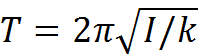 T = 2π√(I/k)